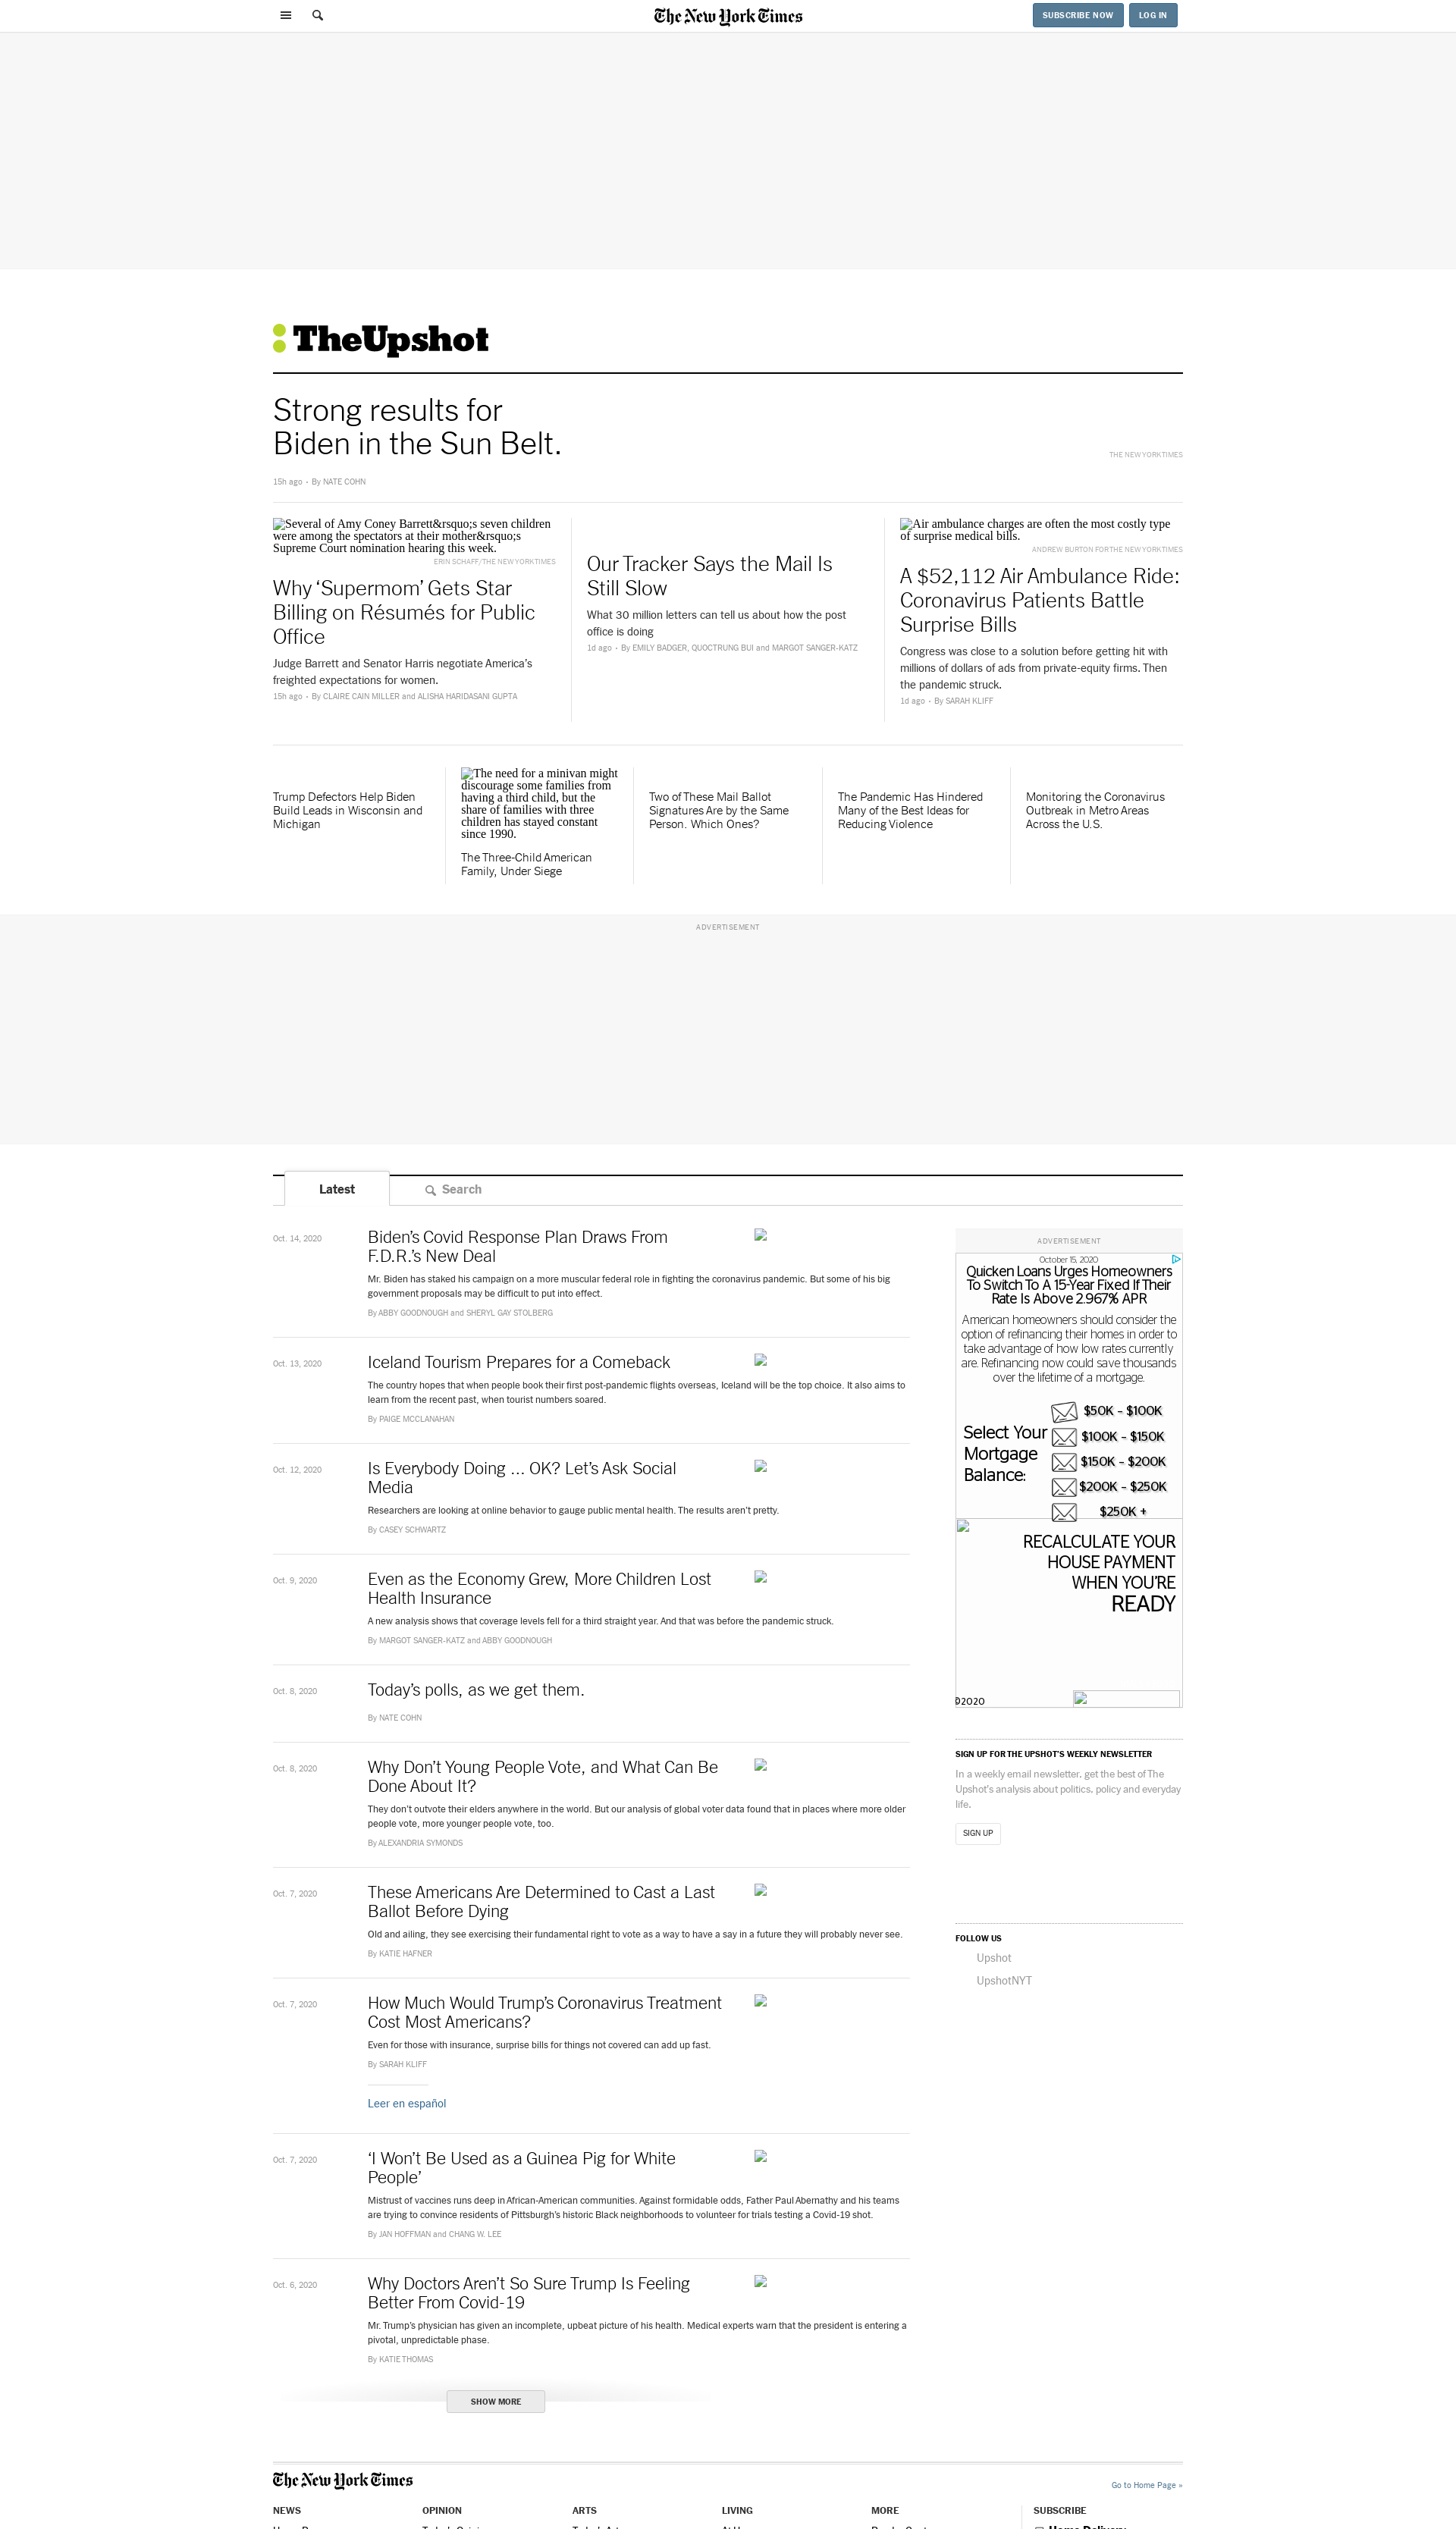 The New York Times
SUBSCRIBE NOW
LOG IN
TheUpshot
Strong results for
Biden in the Sun Belt.
THE NEW YORK TIMES
15h ago • By NATE COHN
Several of Amy Coney Barrett&rsquo;s seven children
were among the spectators at their mother&rsquo;s
Supreme Court nomination hearing this week.
ERIN SCHAFF/THE NEW YORK TIMES
Why ‘Supermom’ Gets Star
Billing on Résumés for Public
Office
Judge Barrett and Senator Harris negotiate America’s
freighted expectations for women.
15h ago • By CLAIRE CAIN MILLER and ALISHA HARIDASANI GUPTA
Our Tracker Says the Mail Is
Still Slow
What 30 million letters can tell us about how the post
office is doing
1d ago • By EMILY BADGER, QUOCTRUNG BUI and MARGOT SANGER-KATZ
Air ambulance charges are often the most costly type
of surprise medical bills.
ANDREW BURTON FOR THE NEW YORK TIMES
A $52,112 Air Ambulance Ride:
Coronavirus Patients Battle
Surprise Bills
Congress was close to a solution before getting hit with
millions of dollars of ads from private-equity firms. Then
the pandemic struck.
1d ago • By SARAH KLIFF
Trump Defectors Help Biden
Build Leads in Wisconsin and
Michigan
The need for a minivan might
discourage some families from
having a third child, but the
share of families with three
children has stayed constant
since 1990.
The Three-Child American
Family, Under Siege
Two of These Mail Ballot
Signatures Are by the Same
Person. Which Ones?
The Pandemic Has Hindered
Many of the Best Ideas for
Reducing Violence
Monitoring the Coronavirus
Outbreak in Metro Areas
Across the U.S.
ADVERTISEMENT
Latest
Search
Oct. 14, 2020
Biden’s Covid Response Plan Draws From
F.D.R.’s New Deal
Mr. Biden has staked his campaign on a more muscular federal role in fighting the coronavirus pandemic. But some of his big
government proposals may be difficult to put into effect.
By ABBY GOODNOUGH and SHERYL GAY STOLBERG
Oct. 13, 2020
Iceland Tourism Prepares for a Comeback
The country hopes that when people book their first post-pandemic flights overseas, Iceland will be the top choice. It also aims to
learn from the recent past, when tourist numbers soared.
By PAIGE MCCLANAHAN
Oct. 12, 2020
Is Everybody Doing ... OK? Let’s Ask Social
Media
Researchers are looking at online behavior to gauge public mental health. The results aren’t pretty.
By CASEY SCHWARTZ
Oct. 9, 2020
Even as the Economy Grew, More Children Lost
Health Insurance
A new analysis shows that coverage levels fell for a third straight year. And that was before the pandemic struck.
By MARGOT SANGER-KATZ and ABBY GOODNOUGH
Oct. 8, 2020
Today’s polls, as we get them.
By NATE COHN
Oct. 8, 2020
Why Don’t Young People Vote, and What Can Be
Done About It?
They don’t outvote their elders anywhere in the world. But our analysis of global voter data found that in places where more older
people vote, more younger people vote, too.
By ALEXANDRIA SYMONDS
Oct. 7, 2020
These Americans Are Determined to Cast a Last
Ballot Before Dying
Old and ailing, they see exercising their fundamental right to vote as a way to have a say in a future they will probably never see.
By KATIE HAFNER
Oct. 7, 2020
How Much Would Trump’s Coronavirus Treatment
Cost Most Americans?
Even for those with insurance, surprise bills for things not covered can add up fast.
By SARAH KLIFF
Leer en español
Oct. 7, 2020
‘I Won’t Be Used as a Guinea Pig for White
People’
Mistrust of vaccines runs deep in African-American communities. Against formidable odds, Father Paul Abernathy and his teams
are trying to convince residents of Pittsburgh’s historic Black neighborhoods to volunteer for trials testing a Covid-19 shot.
By JAN HOFFMAN and CHANG W. LEE
Oct. 6, 2020
Why Doctors Aren’t So Sure Trump Is Feeling
Better From Covid-19
Mr. Trump’s physician has given an incomplete, upbeat picture of his health. Medical experts warn that the president is entering a
pivotal, unpredictable phase.
By KATIE THOMAS
SHOW MORE
ADVERTISEMENT
October 15, 2020
Quicken Loans Urges Homeowners
To Switch To A 15-Year Fixed If Their
Rate Is Above 2.967% APR
American homeowners should consider the
option of refinancing their homes in order to
take advantage of how low rates currently
are. Refinancing now could save thousands
over the lifetime of a mortgage.
Select Your
Mortgage
Balance:
$50K - $100K
$100K - $150K
$150K - $200K
$200K - $250K
$250K +
RECALCULATE YOUR
HOUSE PAYMENT
WHEN YOU'RE
READY
©2020
SIGN UP FOR THE UPSHOT’S WEEKLY NEWSLETTER
In a weekly email newsletter, get the best of The
Upshot’s analysis about politics, policy and everyday
life.
SIGN UP
FOLLOW US
Upshot
UpshotNYT
The New York Times
Go to Home Page »
NEWS
OPINION
ARTS
LIVING
MORE
SUBSCRIBE